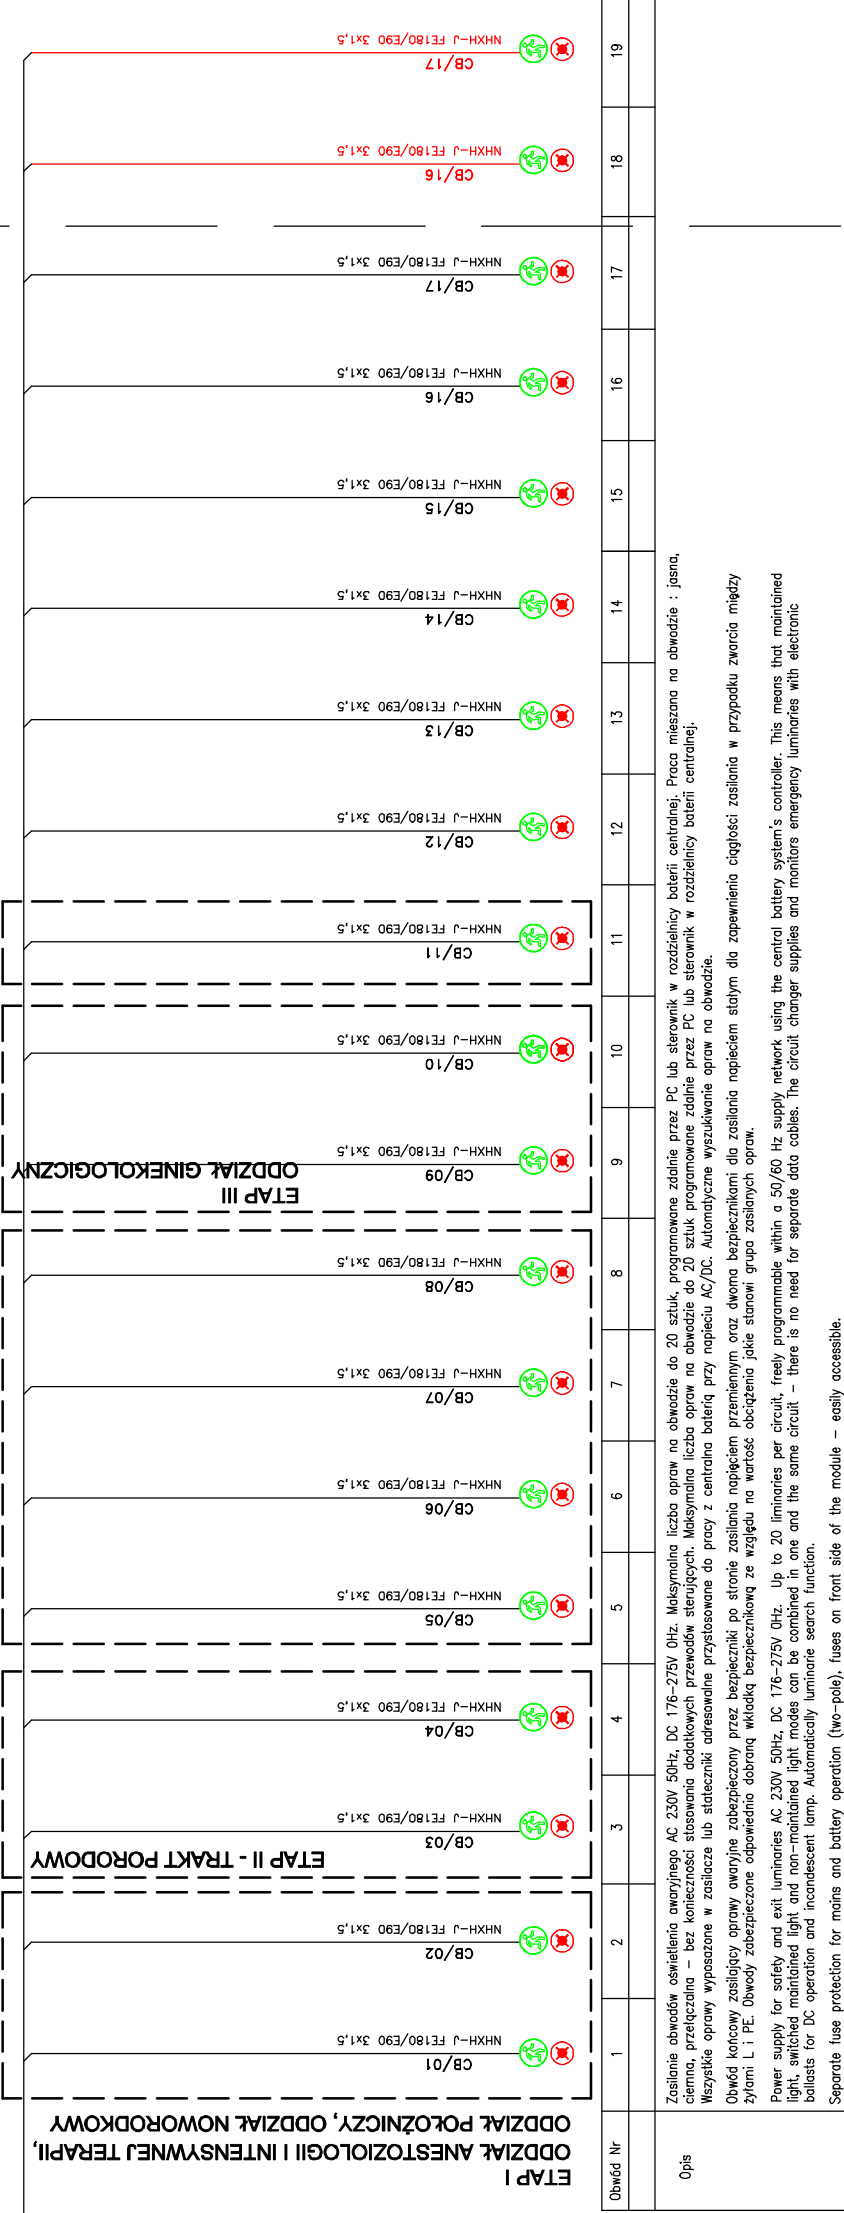 ETAP I
ODDZIAŁ ANESTOZIOLOGII I INTENSYWNEJ TERAPII,
ODDZIAŁ POŁOŻNICZY, ODDZIAŁ NOWORODKOWY
CB/01
NHXH-J FE180/E90 3x1,5
CB/02
NHXH-J FE180/E90 3x1,5
ETAP II - TRAKT PORODOWY
CB/03
NHXH-J FE180/E90 3x1,5
CB/04
NHXH-J FE180/E90 3x1,5
CB/05
NHXH-J FE180/E90 3x1,5
CB/06
NHXH-J FE180/E90 3x1,5
CB/07
NHXH-J FE180/E90 3x1,5
CB/08
NHXH-J FE180/E90 3x1,5
ETAP III
ODDZIAŁ GINEKOLOGICZNY
CB/09
NHXH-J FE180/E90 3x1,5
CB/10
NHXH-J FE180/E90 3x1,5
CB/11
NHXH-J FE180/E90 3x1,5
CB/12
NHXH-J FE180/E90 3x1,5
CB/13
NHXH-J FE180/E90 3x1,5
CB/14
NHXH-J FE180/E90 3x1,5
CB/15
NHXH-J FE180/E90 3x1,5
CB/16
NHXH-J FE180/E90 3x1,5
CB/17
NHXH-J FE180/E90 3x1,5
CB/16
NHXH-J FE180/E90 3x1,5
CB/17
NHXH-J FE180/E90 3x1,5
Obwód Nr 1 2 3 4 5 6 7 8 9 10 11 12 13 14 15 16 17 18 19
Opis
Zasilanie obwodów oświetlenia awaryjnego AC 230V 50Hz, DC 176-275V 0Hz. Maksymalna liczba opraw na obwodzie do 20 sztuk, programowane zdalnie przez PC lub sterownik w rozdzielnicy baterii centralnej. Praca mieszana na obwodzie : jasna,
ciemna, przełączalna – bez konieczności stosowania dodatkowych przewodów sterujących. Maksymalna liczba opraw na obwodzie do 20 sztuk programowane zdalnie przez PC lub sterownik w rozdzielnicy baterii centralnej.
Wszystkie oprawy wyposażone w zasilacze lub stateczniki adresowalne przystosowane do pracy z centralna baterią przy napieciu AC/DC. Automatyczne wyszukiwanie opraw na obwodzie.
Obwód końcowy zasilający oprawy awaryjne zabezpieczony przez bezpieczniki po stronie zasilania napięciem przemiennym oraz dwoma bezpiecznikami dla zasilania napieciem stałym dla zapewnienia ciągłości zasilania w przypadku zwarcia między
żyłami L i PE. Obwody zabezpieczone odpowiednio dobraną wkładką bezpiecznikową ze względu na wartość obciążenia jakie stanowi grupa zasilanych opraw.
Power supply for safety and exit luminaries AC 230V 50Hz, DC 176-275V 0Hz. Up to 20 liminaries per circuit, freely programmable within a 50/60 Hz supply network using the central battery system's controller. This means that maintained
light, switched maintained light and non-maintained light modes can be combined in one and the same circuit – there is no need for separate data cables. The circuit changer supplies and monitors emergency luminaries with electronic
ballasts for DC operation and incandescent lamp. Automatically luminarie search function.
Separate fuse protection for mains and battery operation (two-pole), fuses on front side of the module – easily accessible.